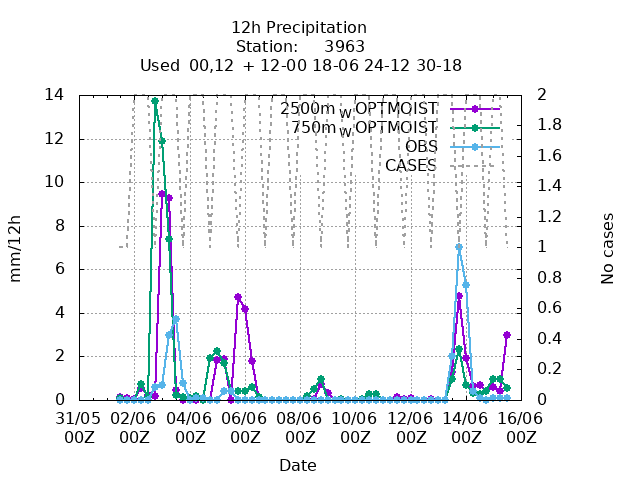 12h Precipitation
Station: 3963
Used 00,12 + 12-00 18-06 24-12 30-18
2500m W OPTMOIST
750m W OPTMOIST
OBS
CASES
mm/12h
14
12
10
8
6
4
2
0
No cases
2
1.8
1.6
1.4
1.2
1
0.8
0.6
0.4
0.2
0
31/05 02/06 04/06 06/06 08/06 10/06 12/06 14/06 16/06
00Z 00Z 00Z 00Z 00Z 00Z 00Z 00Z 00Z
Date